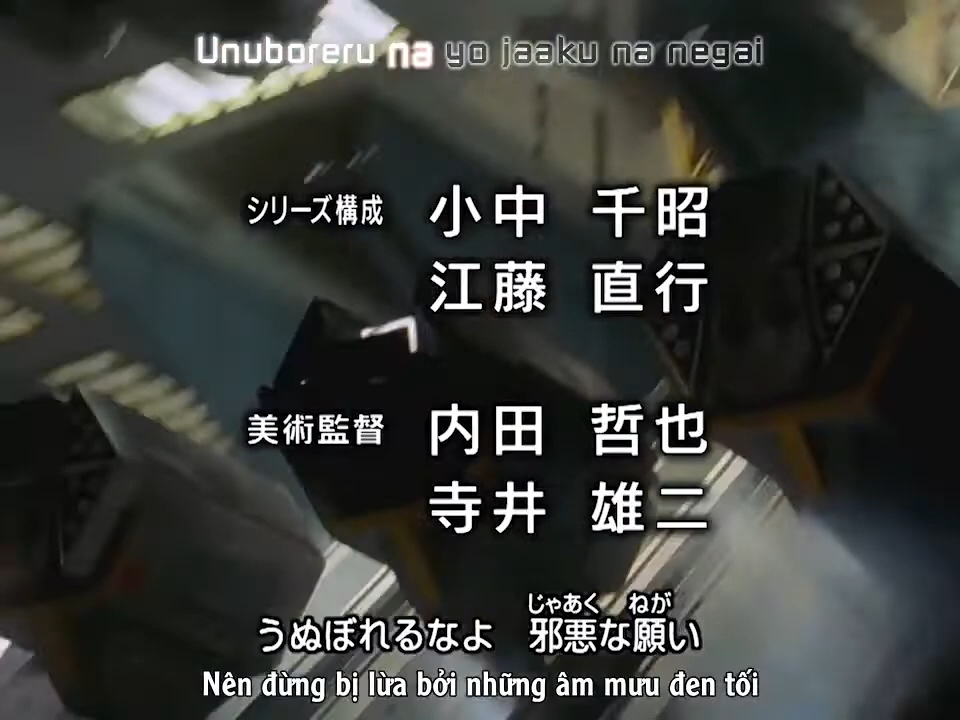 Unuboreru na yo jaaku na negai
シリーズ構成 小中 千昭
江藤 直行
美術監督 内田 哲也
寺井 雄二
じゃあく ねが
うぬぼれるなよ 邪悪な願い
Nên đừng bị lừa bởi những âm mưu đen tối